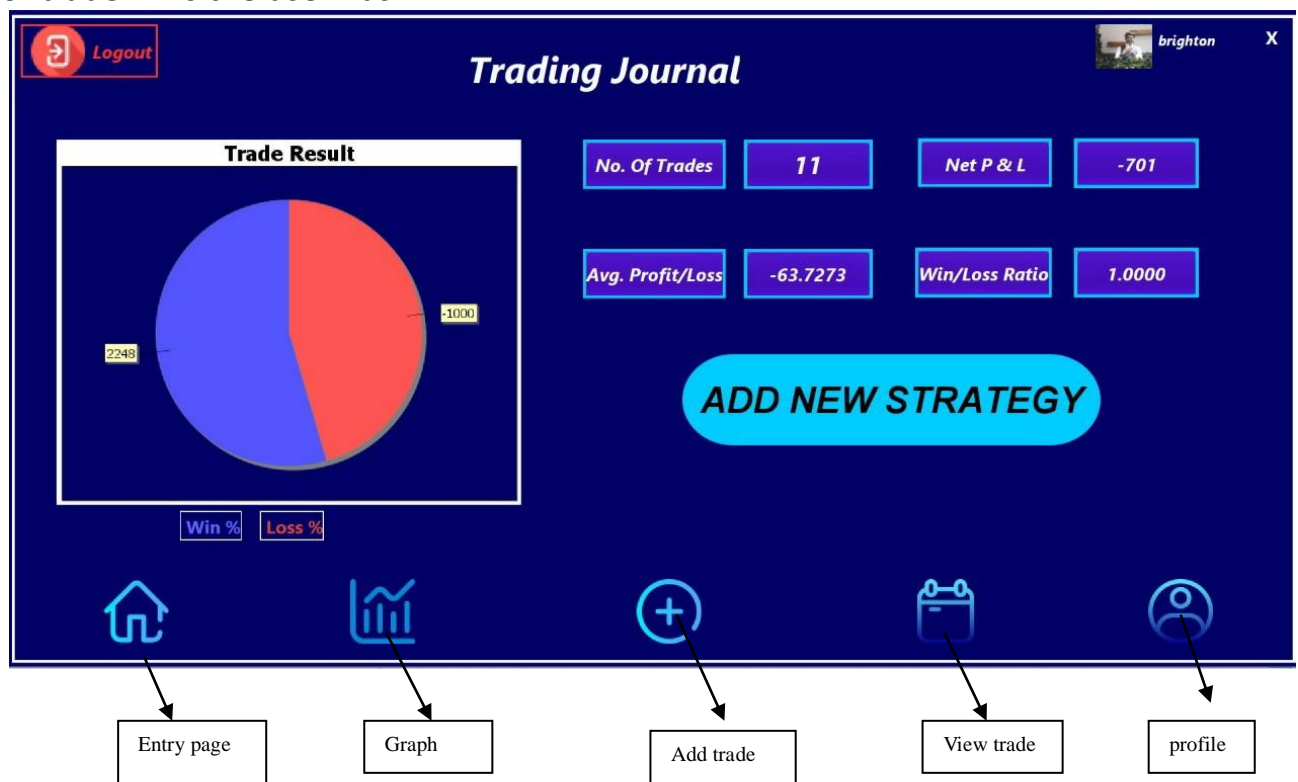 Logout
brighton X
Trading Journal
Trade Result
2248
-1000
Win %
Loss %
No. Of Trades 11
Net P & L -701
Avg. Profit/Loss -63.7273
Win/Loss Ratio 1.0000
ADD NEW STRATEGY
Entry page
Graph
Add trade
View trade
profile